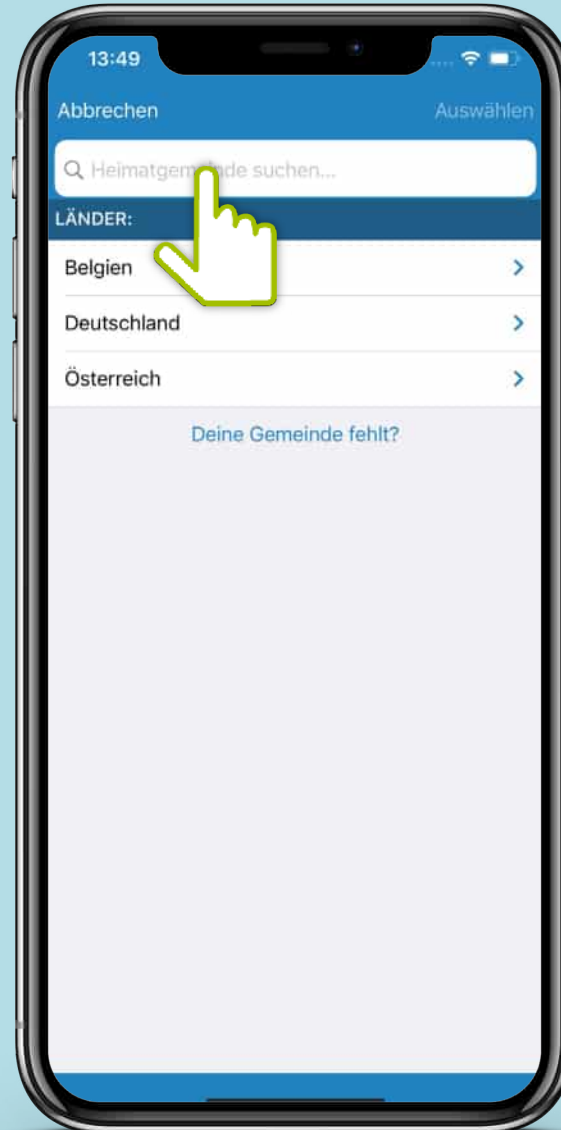 13:49
Abbrechen
Auswählen
Heimatgemeinde suchen...
LÄNDER:
Belgien
Deutschland
Österreich
Deine Gemeinde fehlt?